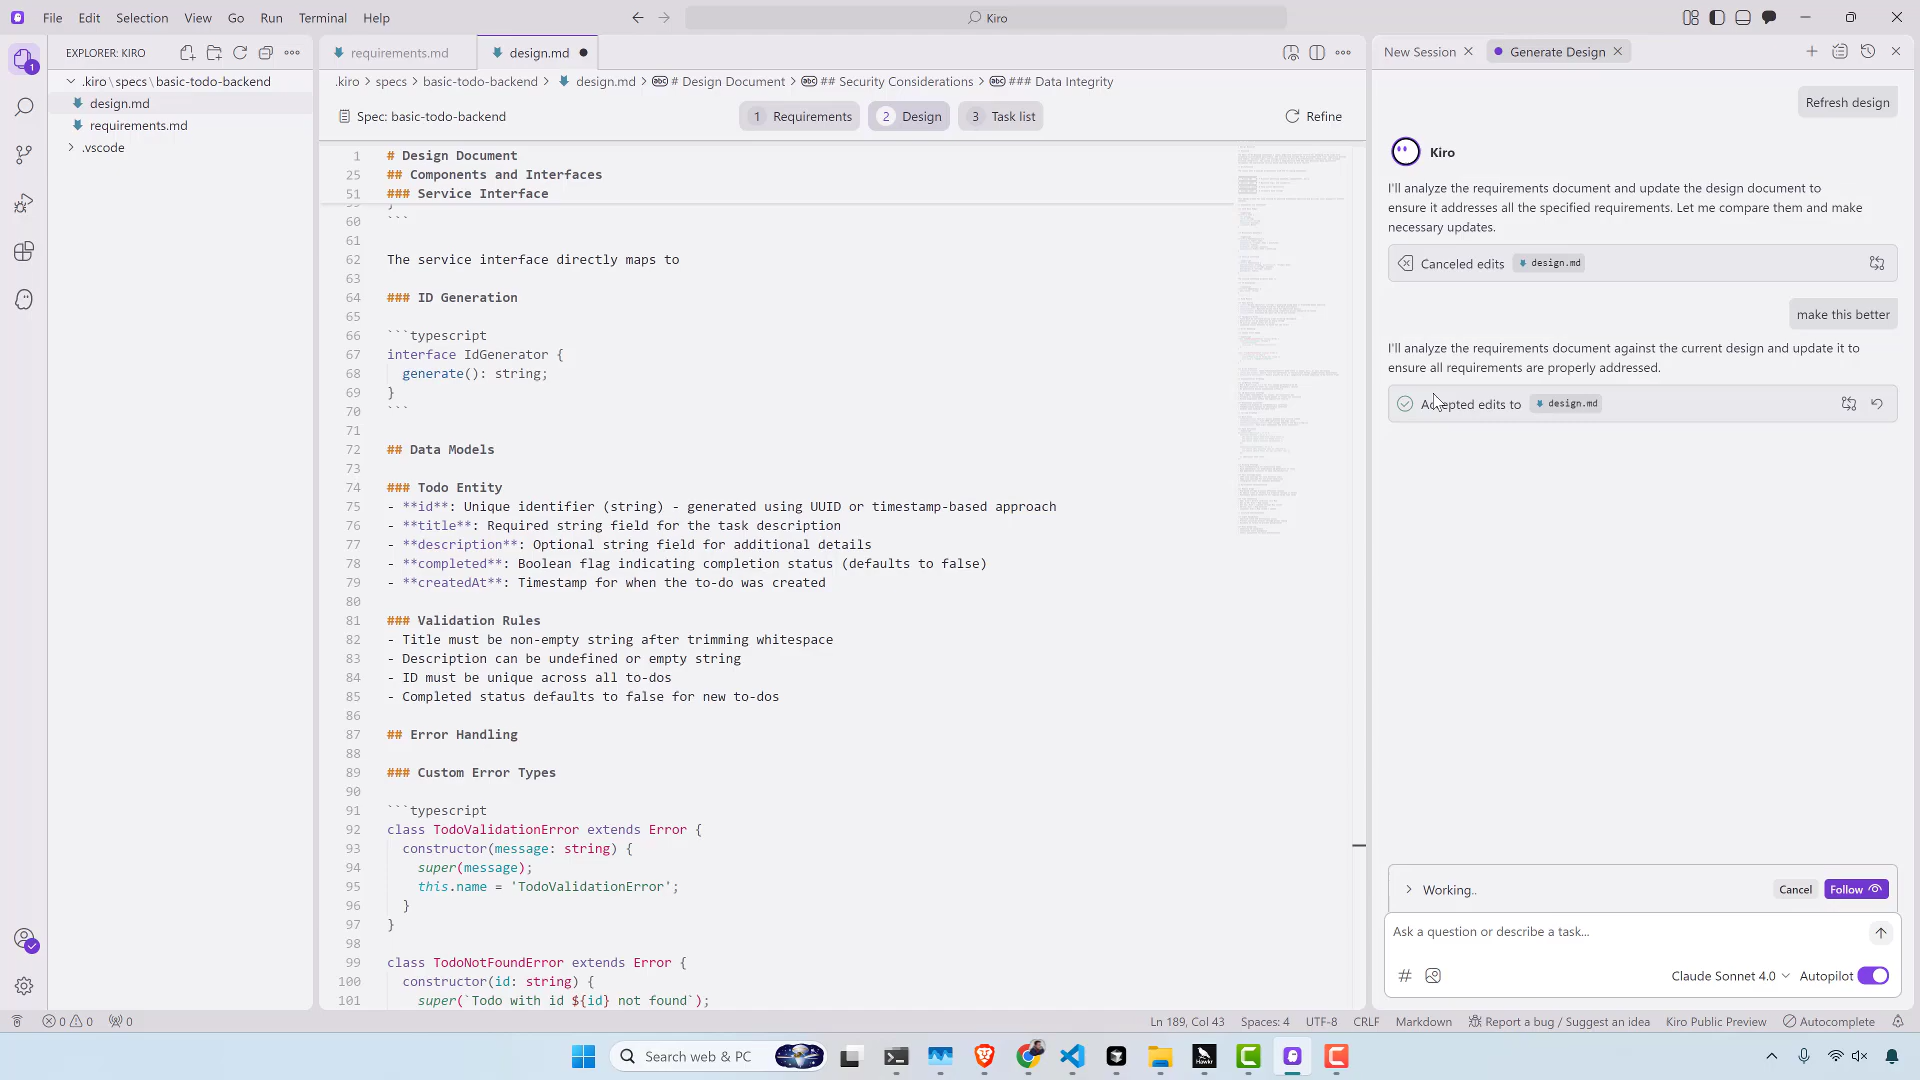 File Edit Selection View Go Run Terminal Help
Kiro
EXPLORER: KIRO
.kiro \ specs \ basic-todo-backend
design.md
requirements.md
.vscode
1
requirements.md
design.md
.kiro > specs > basic-todo-backend > design.md > # Design Document > ## Security Considerations > ### Data Integrity
Spec: basic-todo-backend
1 Requirements
2 Design
3 Task list
Refine
1 # Design Document
25 ## Components and Interfaces
51 ### Service Interface
60 ```
61
62 The service interface directly maps to
63
64 ### ID Generation
65
66 ```typescript
67 interface IdGenerator {
68 generate(): string;
69 }
70 ```
71
72 ## Data Models
73
74 ### Todo Entity
75 - **id**: Unique identifier (string) - generated using UUID or timestamp-based approach
76 - **title**: Required string field for the task description
77 - **description**: Optional string field for additional details
78 - **completed**: Boolean flag indicating completion status (defaults to false)
79 - **createdAt**: Timestamp for when the to-do was created
80
81 ### Validation Rules
82 - Title must be non-empty string after trimming whitespace
83 - Description can be undefined or empty string
84 - ID must be unique across all to-dos
85 - Completed status defaults to false for new to-dos
86
87 ## Error Handling
88
89 ### Custom Error Types
90
91 ```typescript
92 class TodoValidationError extends Error {
93 constructor(message: string) {
94 super(message);
95 this.name = 'TodoValidationError';
96 }
97 }
98
99 class TodoNotFoundError extends Error {
100 constructor(id: string) {
101 super(`Todo with id ${id} not found`);
New Session
Generate Design
Refresh design
Kiro
I'll analyze the requirements document and update the design document to
ensure it addresses all the specified requirements. Let me compare them and make
necessary updates.
Canceled edits design.md
make this better
I'll analyze the requirements document against the current design and update it to
ensure all requirements are properly addressed.
Accepted edits to design.md
Working..
Cancel
Follow
Ask a question or describe a task...
#
Claude Sonnet 4.0
Autopilot
0 0 0
Ln 189, Col 43
Spaces: 4
UTF-8
CRLF
Markdown
Report a bug / Suggest an idea
Kiro Public Preview
Autocomplete
Search web & PC